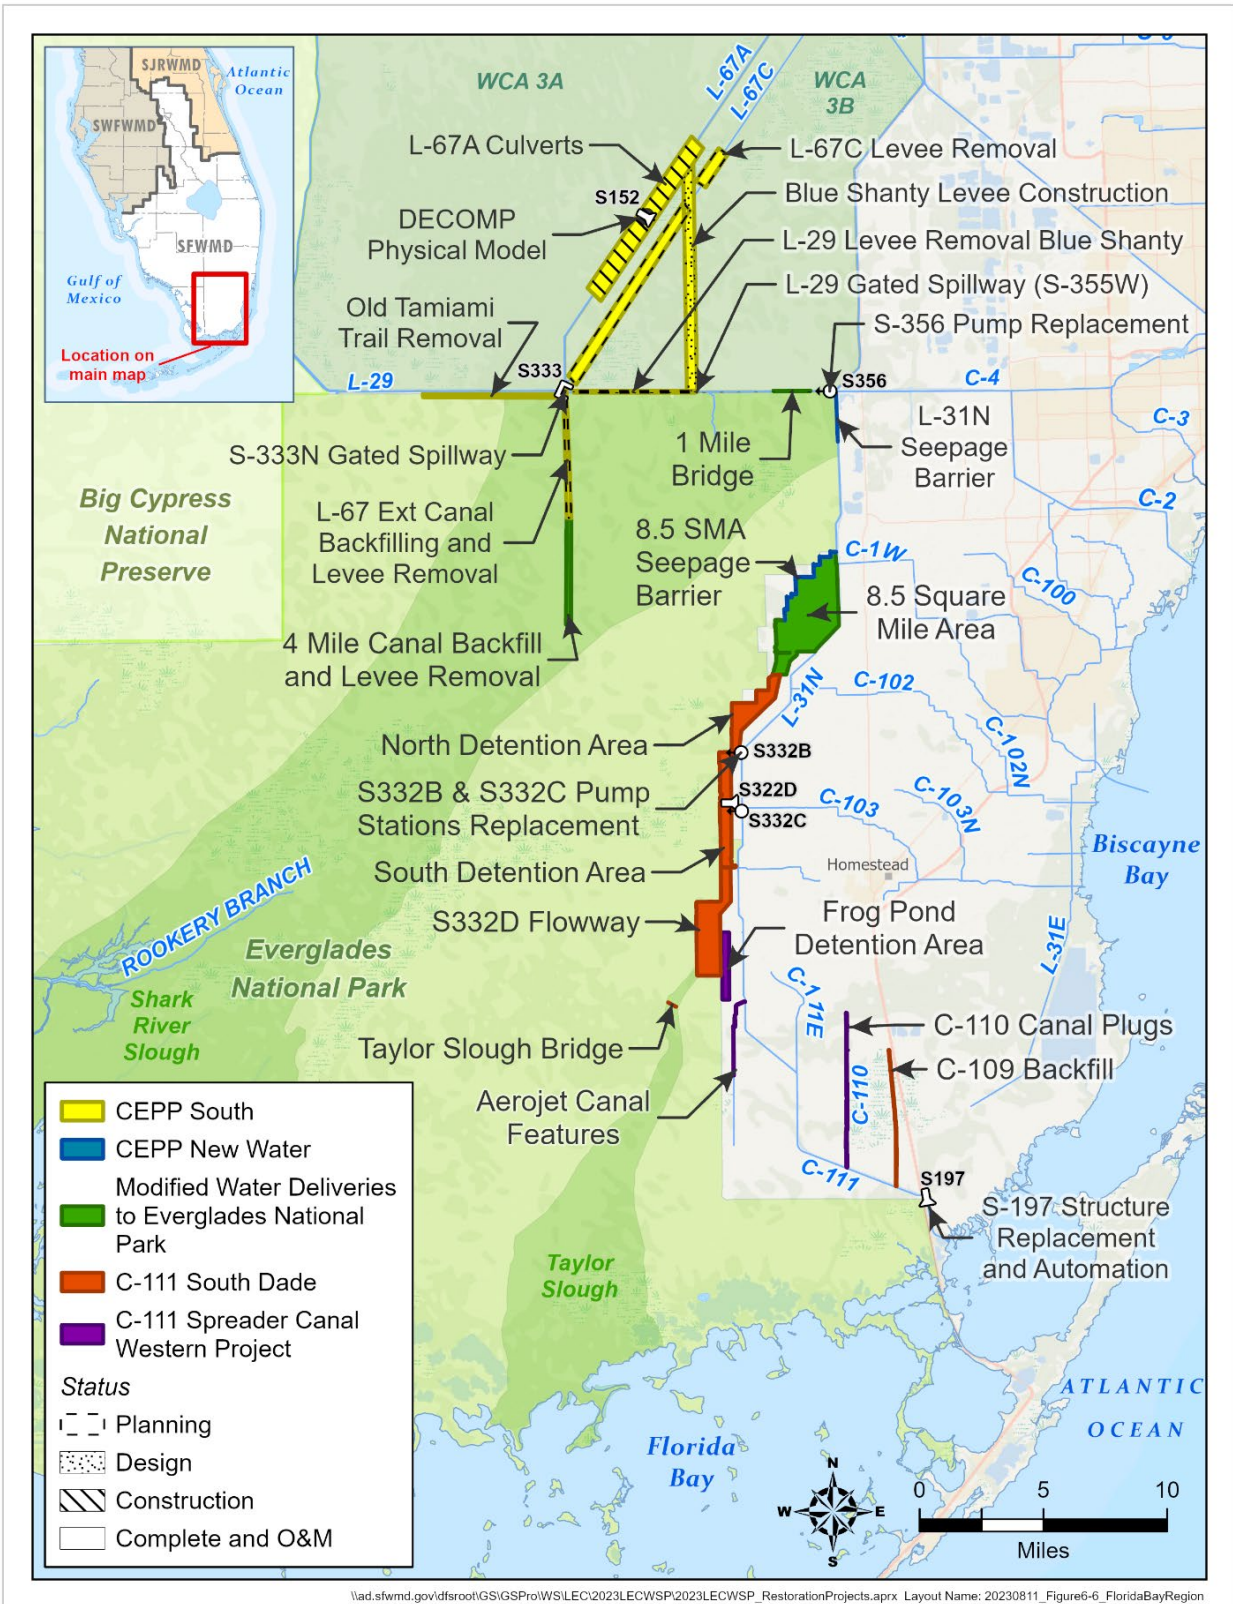 SJRWMD
Atlantic
Ocean
SWFWMD
SFWMD
Gulf of
Mexico
Location on
main map
WCA 3A
L-67A
L-67C
WCA
3B
L-67A Culverts
L-67C Levee Removal
S152
Blue Shanty Levee Construction
DECOMP
Physical Model
L-29 Levee Removal Blue Shanty
L-29 Gated Spillway (S-355W)
Old Tamiami
Trail Removal
S-356 Pump Replacement
S333
S356
L-29
C-4
C-3
L-31N
Seepage
Barrier
1 Mile
Bridge
S-333N Gated Spillway
C-2
Big Cypress
National
Preserve
L-67 Ext Canal
Backfilling and
Levee Removal
8.5 SMA
Seepage
Barrier
C-1W
C-100
8.5 Square
Mile Area
4 Mile Canal Backfill
and Levee Removal
C-102
L-31N
C-102N
North Detention Area
S332B
S332B & S332C Pump
Stations Replacement
S322D
S332C
C-103
C-103N
Biscayne
Bay
Homestead
South Detention Area
S332D Flowway
Frog Pond
Detention Area
ROOKERY BRANCH
Everglades
National Park
L-31E
C-111E
Shark
River
Slough
Taylor Slough Bridge
C-110 Canal Plugs
C-109 Backfill
C-110
Aerojet Canal
Features
C-111
S197
S-197 Structure
Replacement
and Automation
Taylor
Slough
CEPP South
CEPP New Water
Modified Water Deliveries
to Everglades National
Park
C-111 South Dade
C-111 Spreader Canal
Western Project
Status
Planning
Design
Construction
Complete and O&M
Florida
Bay
ATLANTIC
OCEAN
N
W E
S
0 5 10
Miles
\\ad.sfwmd.gov\dfsroot\GS\GSPro\WS\LEC\2023LECWSP\2023LECWSP_RestorationProjects.aprx Layout Name: 20230811_Figure6-6_FloridaBayRegion